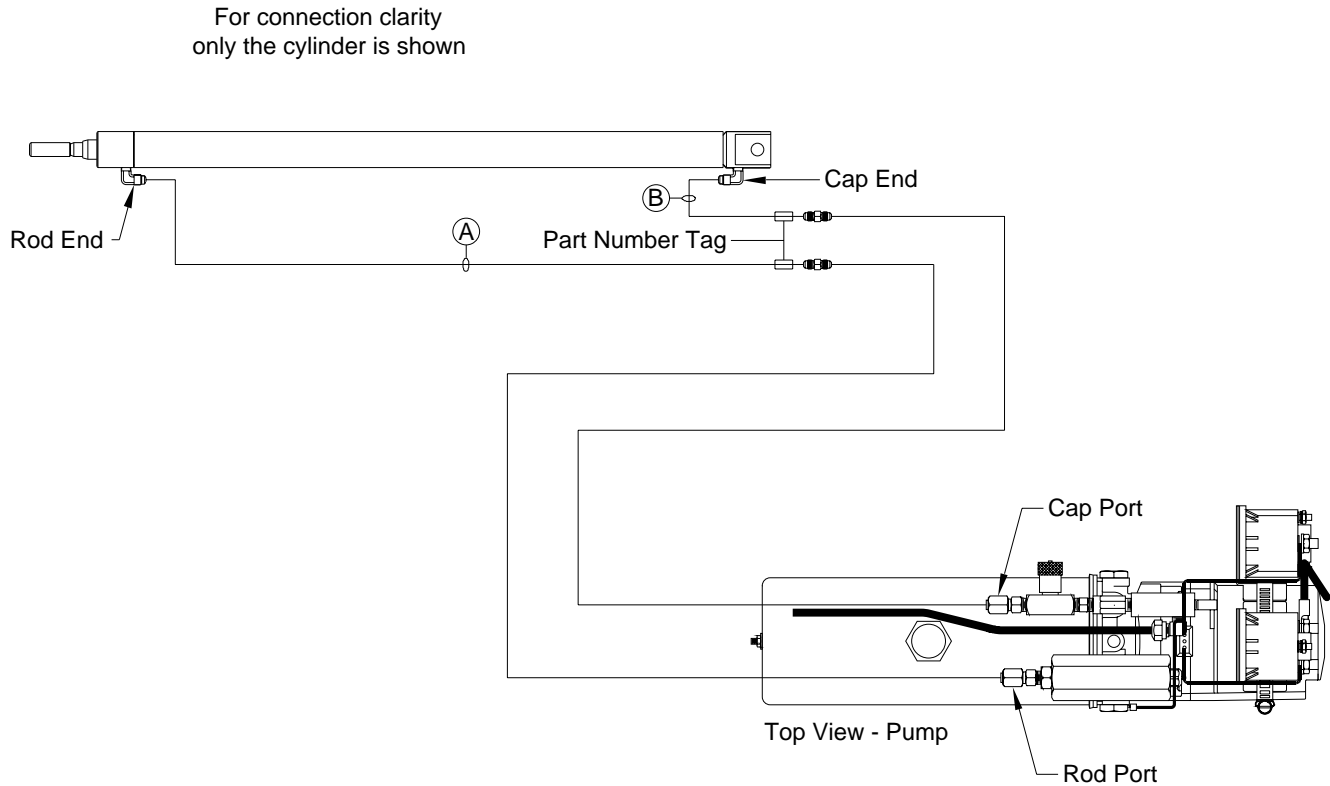 For connection clarity
only the cylinder is shown
Cap End
B
Rod End
A
Part Number Tag
Cap Port
Top View - Pump
Rod Port